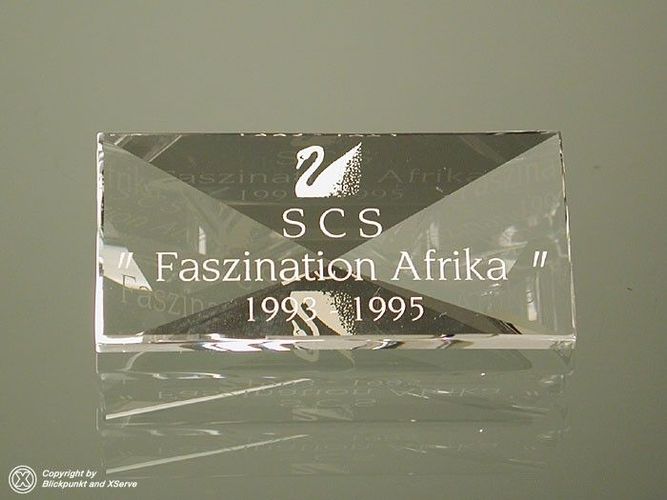 SCS
" Faszination Afrika "
1993 - 1995
Copyright by
Blickpunkt and XServe